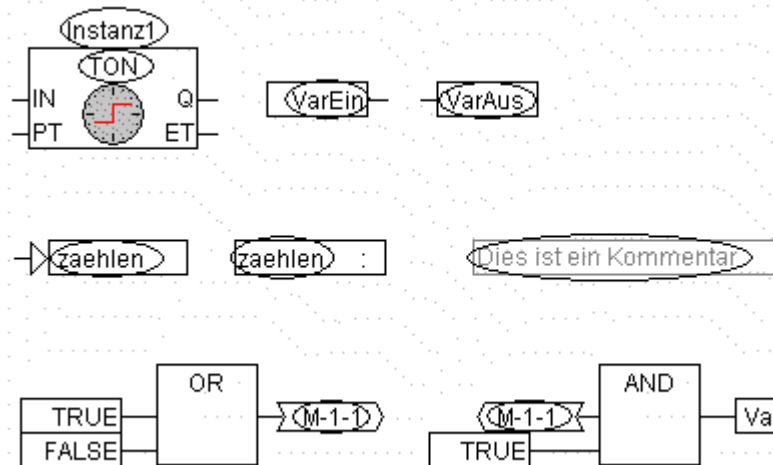 Instanz1
TON
IN Q
PT ET
VarEin VarAus
zaehlen zaehlen : Dies ist ein Kommentar
OR AND
TRUE M-1-1 M-1-1 Va
FALSE TRUE